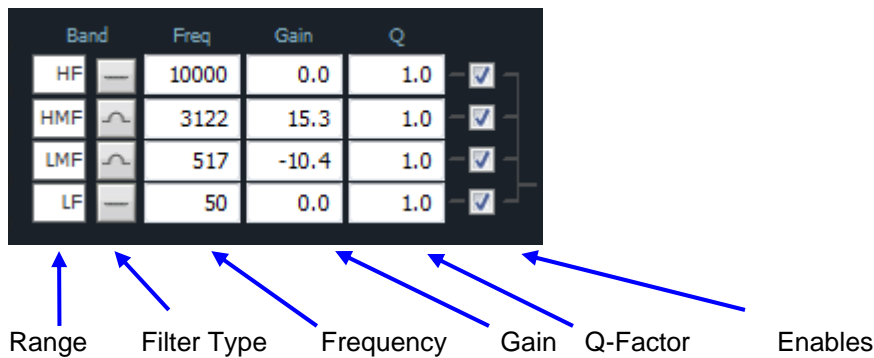 Band Freq Gain Q
HF 10000 0.0 1.0
HMF 3122 15.3 1.0
LMF 517 -10.4 1.0
LF 50 0.0 1.0
Range Filter Type Frequency Gain Q-Factor Enables